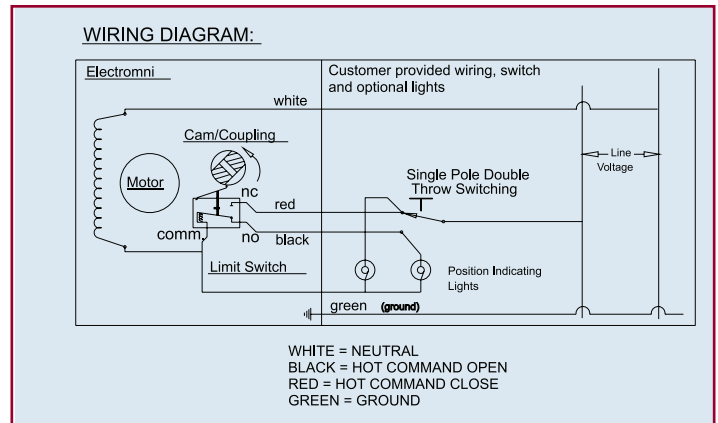 WIRING DIAGRAM:
Electromni
Customer provided wiring, switch
and optional lights
white
Cam/Coupling
Line
Voltage
Single Pole Double
Throw Switching
Motor
nc
red
comm.
no
black
Limit Switch
Position Indicating
Lights
green (ground)
WHITE = NEUTRAL
BLACK = HOT COMMAND OPEN
RED = HOT COMMAND CLOSE
GREEN = GROUND